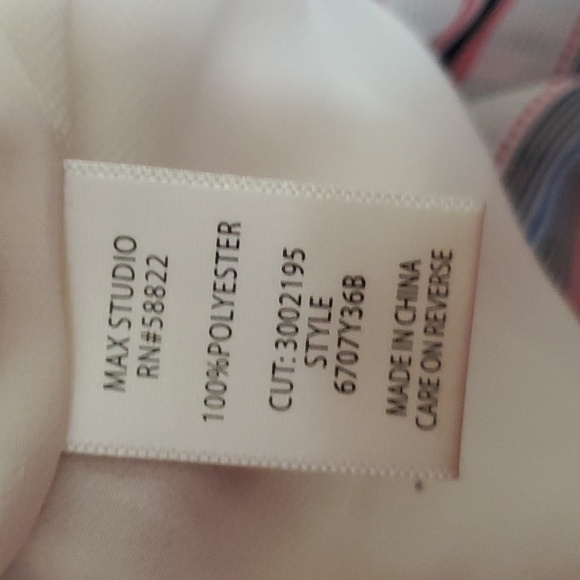 MAX STUDIO
RN#58822
100%POLYESTER
CUT: 3002195
STYLE
6707Y36B
MADE IN CHINA
CARE ON REVERSE